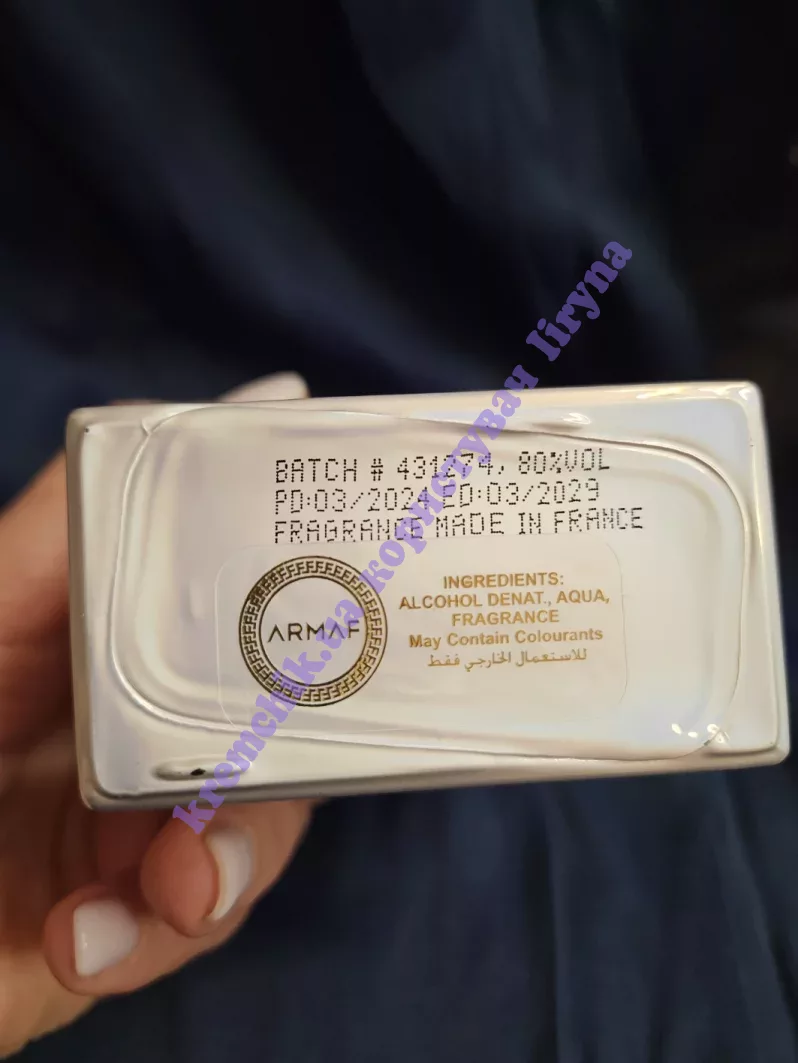 BATCH # 431274, 80%VOL
PD:03/2024 ED:03/2029
FRAGRANCE MADE IN FRANCE
ARMAF
INGREDIENTS:
ALCOHOL DENAT., AQUA,
FRAGRANCE
May Contain Colourants
للاستعمال الخارجي فقط
kremchik.ua користувач Iiryna